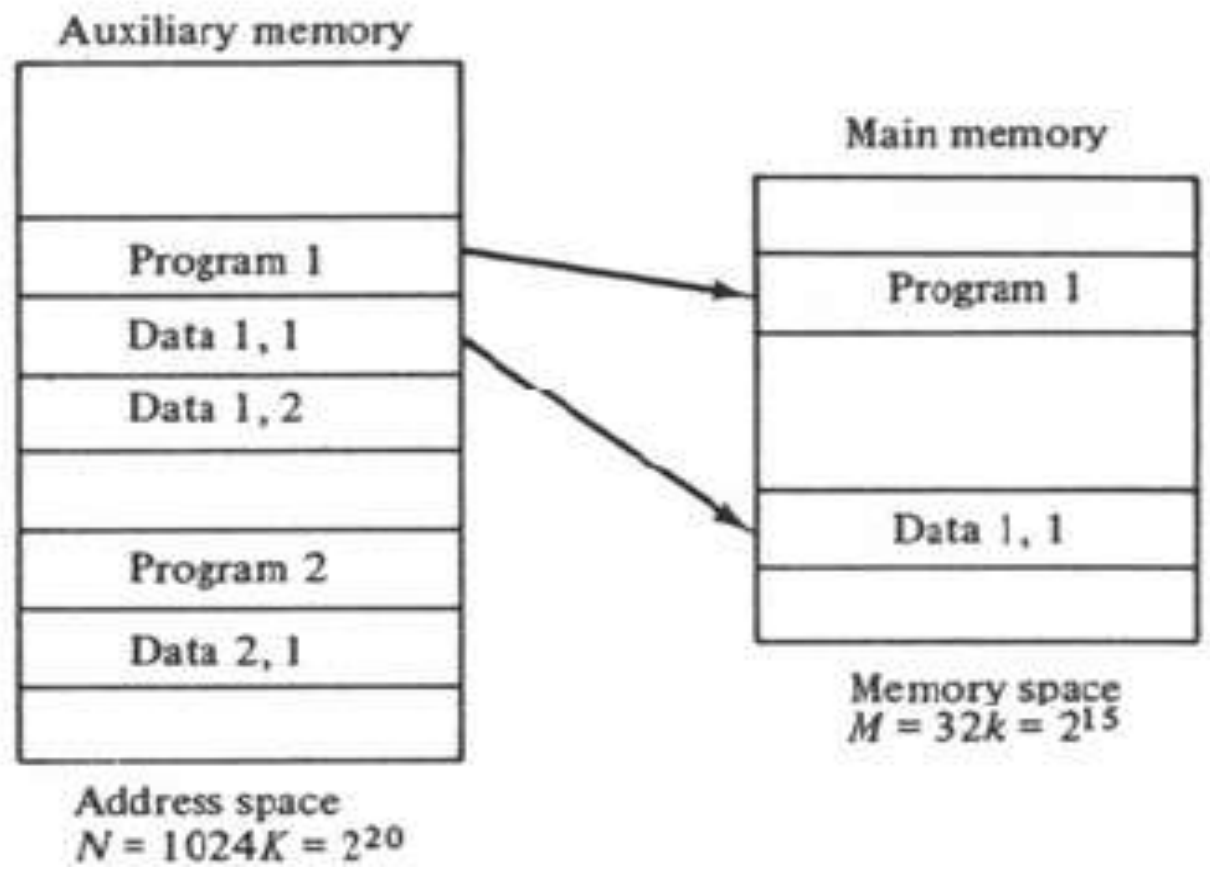 Auxiliary memory
Program 1
Data 1, 1
Data 1, 2
Program 2
Data 2, 1
Address space
N = 1024K = 2²⁰
Main memory
Program 1
Data 1, 1
Memory space
M = 32k = 2¹⁵